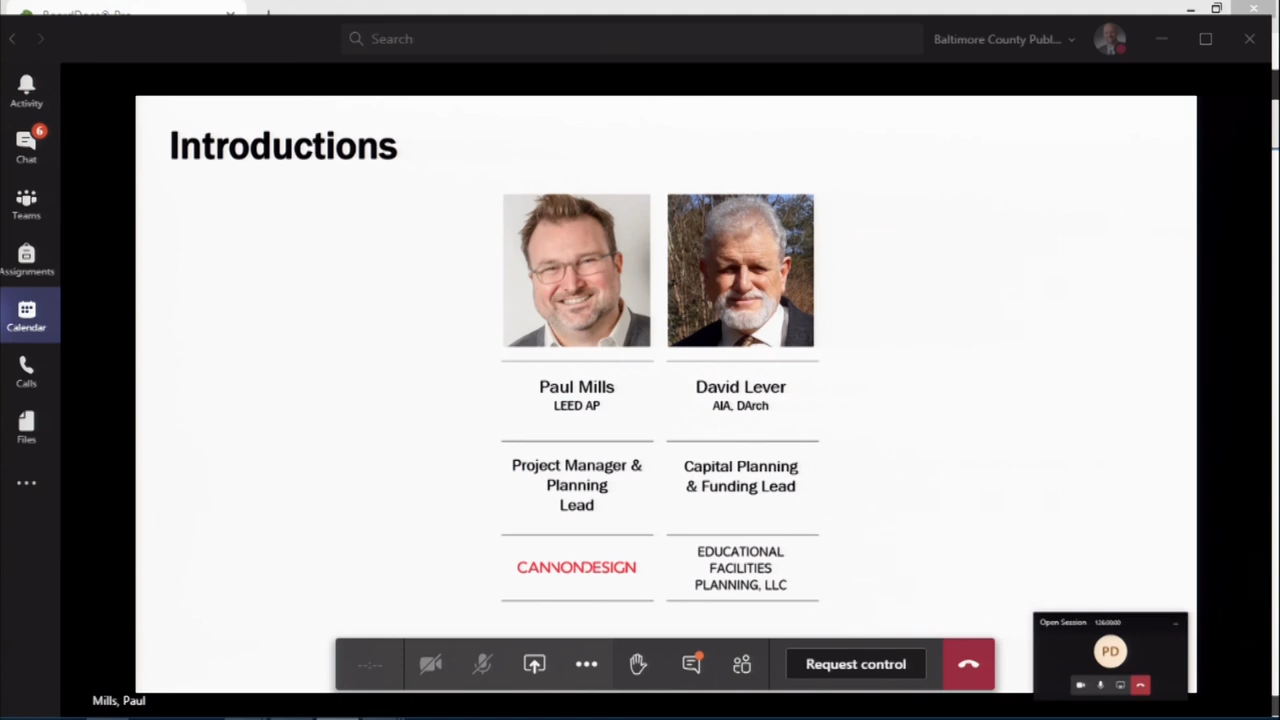 Search
Baltimore County Publ...
Activity
6
Chat
Teams
Assignments
Calendar
Calls
Files
Introductions
Paul Mills
LEED AP
David Lever
AIA, DArch
Project Manager &
Planning
Lead
Capital Planning
& Funding Lead
CANNONDESIGN
EDUCATIONAL
FACILITIES
PLANNING, LLC
Open Session
PD
--:--
Request control
Mills, Paul